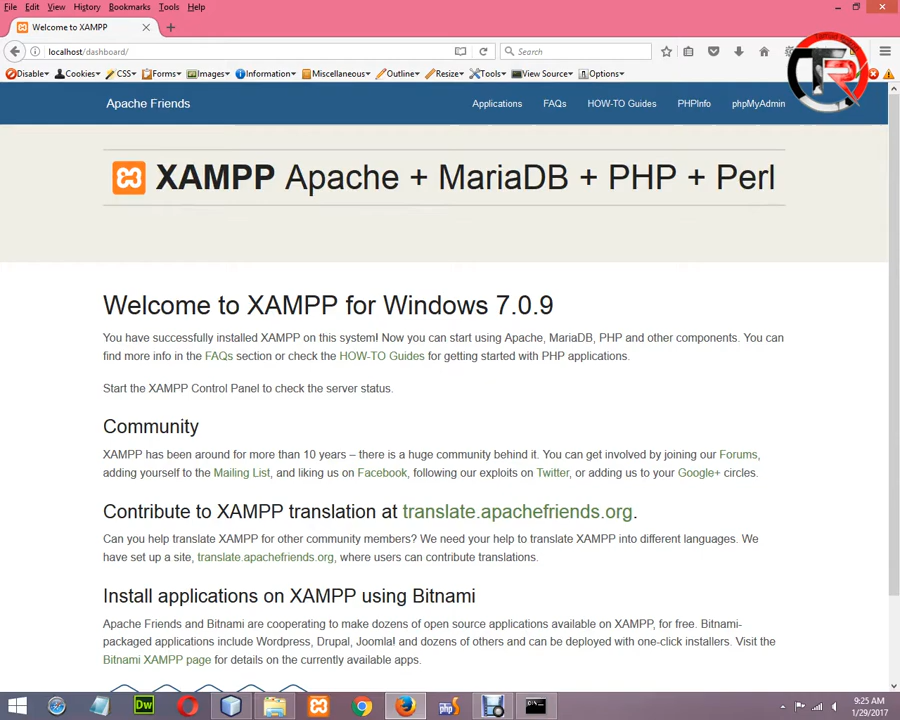 File Edit View History Bookmarks Tools Help
Welcome to XAMPP
localhost/dashboard/
Search
Disable Cookies CSS Forms Images Information Miscellaneous Outline Resize Tools View Source Options
Apache Friends
Applications FAQs HOW-TO Guides PHPInfo phpMyAdmin
XAMPP Apache + MariaDB + PHP + Perl
Welcome to XAMPP for Windows 7.0.9
You have successfully installed XAMPP on this system! Now you can start using Apache, MariaDB, PHP and other components. You can
find more info in the FAQs section or check the HOW-TO Guides for getting started with PHP applications.
Start the XAMPP Control Panel to check the server status.
Community
XAMPP has been around for more than 10 years – there is a huge community behind it. You can get involved by joining our Forums,
adding yourself to the Mailing List, and liking us on Facebook, following our exploits on Twitter, or adding us to your Google+ circles.
Contribute to XAMPP translation at translate.apachefriends.org.
Can you help translate XAMPP for other community members? We need your help to translate XAMPP into different languages. We
have set up a site, translate.apachefriends.org, where users can contribute translations.
Install applications on XAMPP using Bitnami
Apache Friends and Bitnami are cooperating to make dozens of open source applications available on XAMPP, for free. Bitnami-
packaged applications include Wordpress, Drupal, Joomla! and dozens of others and can be deployed with one-click installers. Visit the
Bitnami XAMPP page for details on the currently available apps.
Dw
php
9:25 AM
1/29/2017